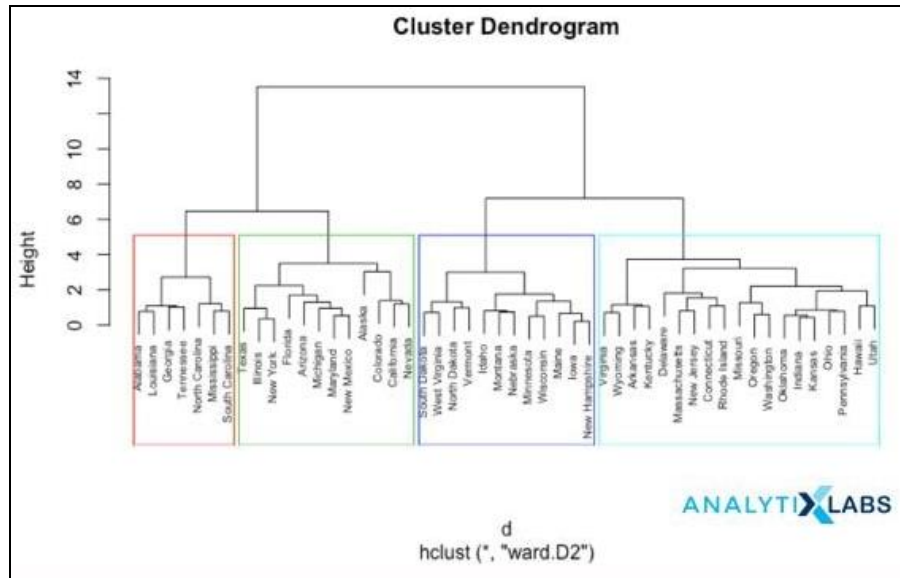 Cluster Dendrogram
14
10
8
6
4
2
0
Height
Alabama
Louisiana
Georgia
Tennesee
North Carolina
Mississippi
South Carolina
Texas
Illinois
New York
Florida
Arizona
Michigan
Maryland
New Mexico
Alaska
Colorado
California
Nevada
South Dakota
West Virginia
North Dakota
Vermont
Idaho
Montana
Nebraska
Minnesota
Wisconsin
Maine
Iowa
New Hampshire
Virginia
Wyoming
Arkansas
Kentucky
Delaware
Massachusetts
New Jersey
Connecticut
Rhode Island
Missouri
Oregon
Washington
Oklahoma
Indiana
Kansas
Ohio
Pennsylvania
Hawaii
Utah
ANALYTIXLABS
d
hclust (*, "ward.D2")